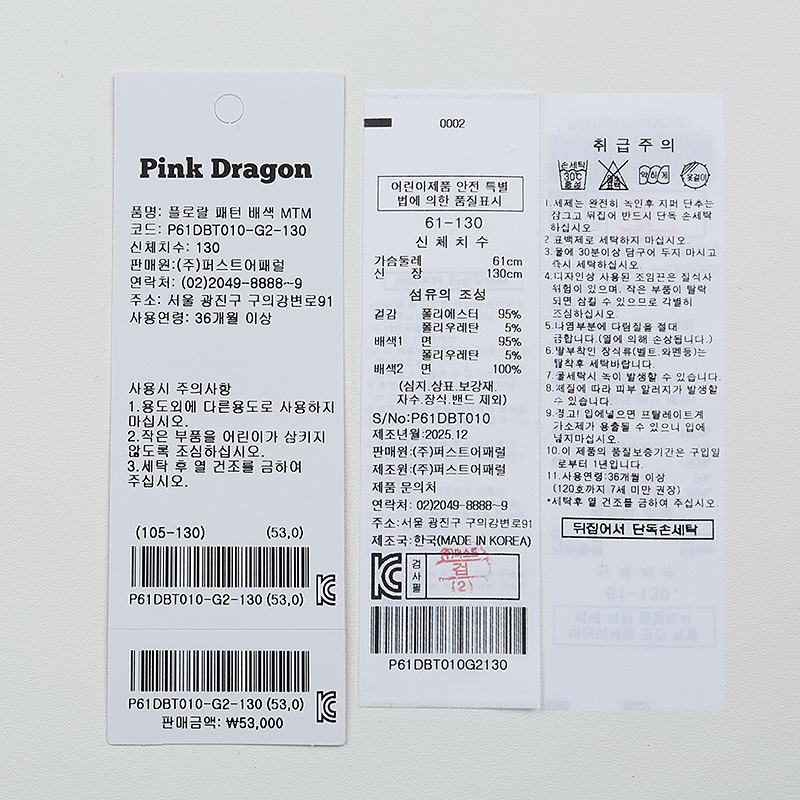 Pink Dragon
품명: 플로랄 패턴 배색 MTM
코드: P61DBT010-G2-130
신체치수: 130
판매원:(주)퍼스트어패럴
연락처: (02)2049-8888~9
주소: 서울 광진구 구의강변로91
사용연령: 36개월 이상
사용시 주의사항
1.용도외에 다른용도로 사용하지
마십시오.
2.작은 부품을 어린이가 삼키지
않도록 조심하십시오.
3.세탁 후 열 건조를 금하여
주십시오.
(105-130) (53,0)
P61DBT010-G2-130 (53,0)
P61DBT010-G2-130 (53,0)
판매금액: ₩53,000
0002
어린이제품 안전 특별
법에 의한 품질표시
61-130
신체치수
가슴둘레 61cm
신 장 130cm
섬유의 조성
겉감 폴리에스터 95%
폴리우레탄 5%
배색1 면 95%
폴리우레탄 5%
배색2 면 100%
(심지.상표.보강재.
자수.장식.밴드 제외)
S/No:P61DBT010
제조년월:2025.12
판매원:(주)퍼스트어패럴
제조원:(주)퍼스트어패럴
제품 문의처
연락처: 02)2049-8888~9
주소:서울 광진구 구의강변로91
제조국:한국(MADE IN KOREA)
검사필
검
(2)
P61DBT010G2130
취급주의
손세탁
30℃
중성
약하게
옷걸이
1.세제는 완전히 녹인후 지퍼 단추는
잠그고 뒤집어 반드시 단독 손세탁
하십시오.
2.표백제로 세탁하지 마십시오.
3.물에 30분이상 담구어 두지 마시고
즉시 세탁하십시오.
4.디자인상 사용된 조임끈은 질식사
위험이 있으며, 작은 부품이 탈락
되면 삼킬 수 있으므로 각별히
조심하십시오.
5.나염부분에 다림질을 절대
금합니다.(열에 의해 손상됩니다.)
6.탈부착인 장식류(벨트,와펜등)는
탈착후 세탁바랍니다.
7.물세탁시 녹이 발생할 수 있습니다.
8.체질에 따라 피부 알러지가 발생할
수 있습니다.
9.경고! 입에넣으면 프탈레이트계
가소제가 용출될 수 있으니 입에
넣지마십시오.
10.이 제품의 품질보증기간은 구입일
로부터 1년입니다.
11.사용연령:36개월 이상
(120호까지 7세 미만 권장)
*세탁후 열 건조를 금하여 주십시오.
뒤집어서 단독손세탁